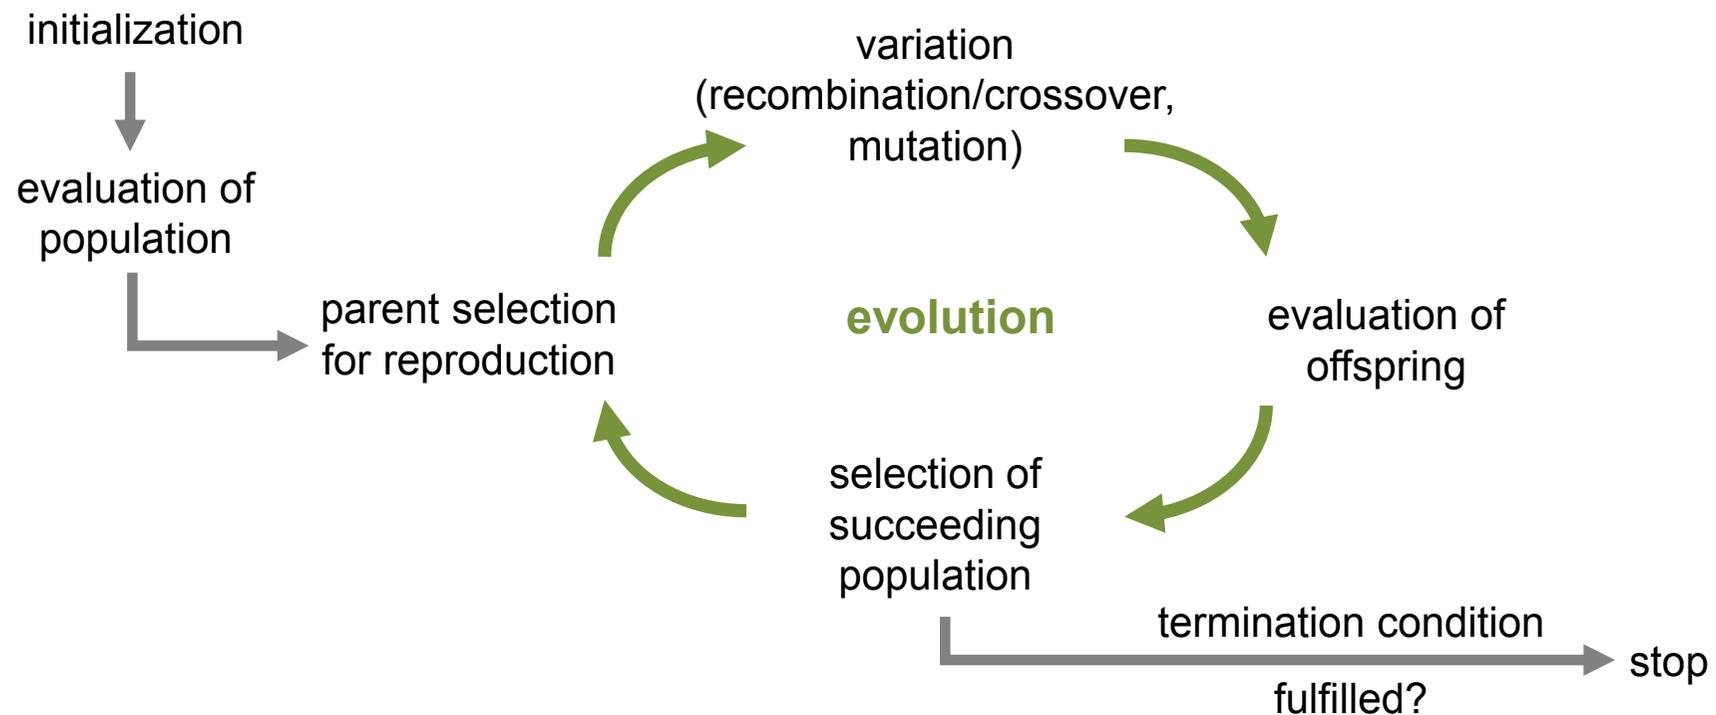 initialization
evaluation of
population
parent selection
for reproduction
variation
(recombination/crossover,
mutation)
evolution
evaluation of
offspring
selection of
succeeding
population
termination condition
fulfilled?
stop